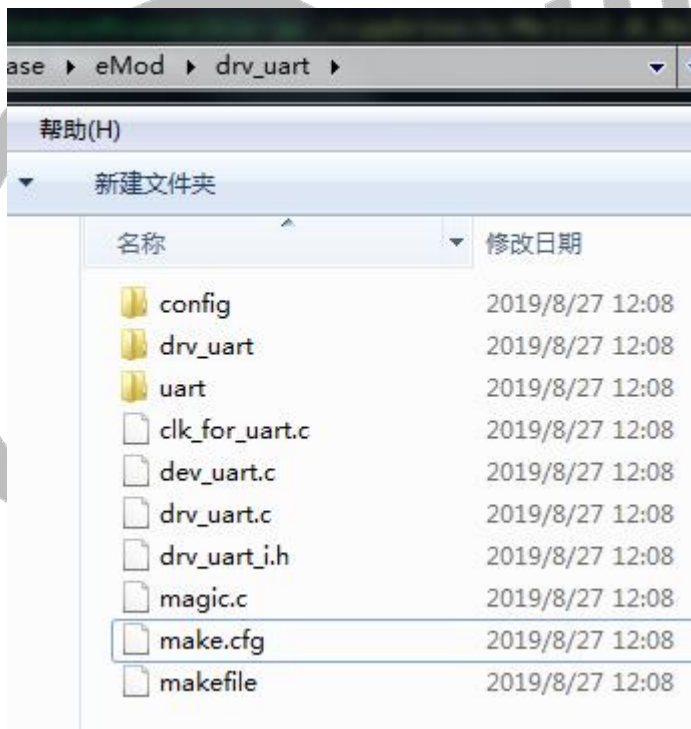 ase ▸ eMod ▸ drv_uart ▸
帮助(H)
新建文件夹
名称 修改日期
config 2019/8/27 12:08
drv_uart 2019/8/27 12:08
uart 2019/8/27 12:08
clk_for_uart.c 2019/8/27 12:08
dev_uart.c 2019/8/27 12:08
drv_uart.c 2019/8/27 12:08
drv_uart_i.h 2019/8/27 12:08
magic.c 2019/8/27 12:08
make.cfg 2019/8/27 12:08
makefile 2019/8/27 12:08